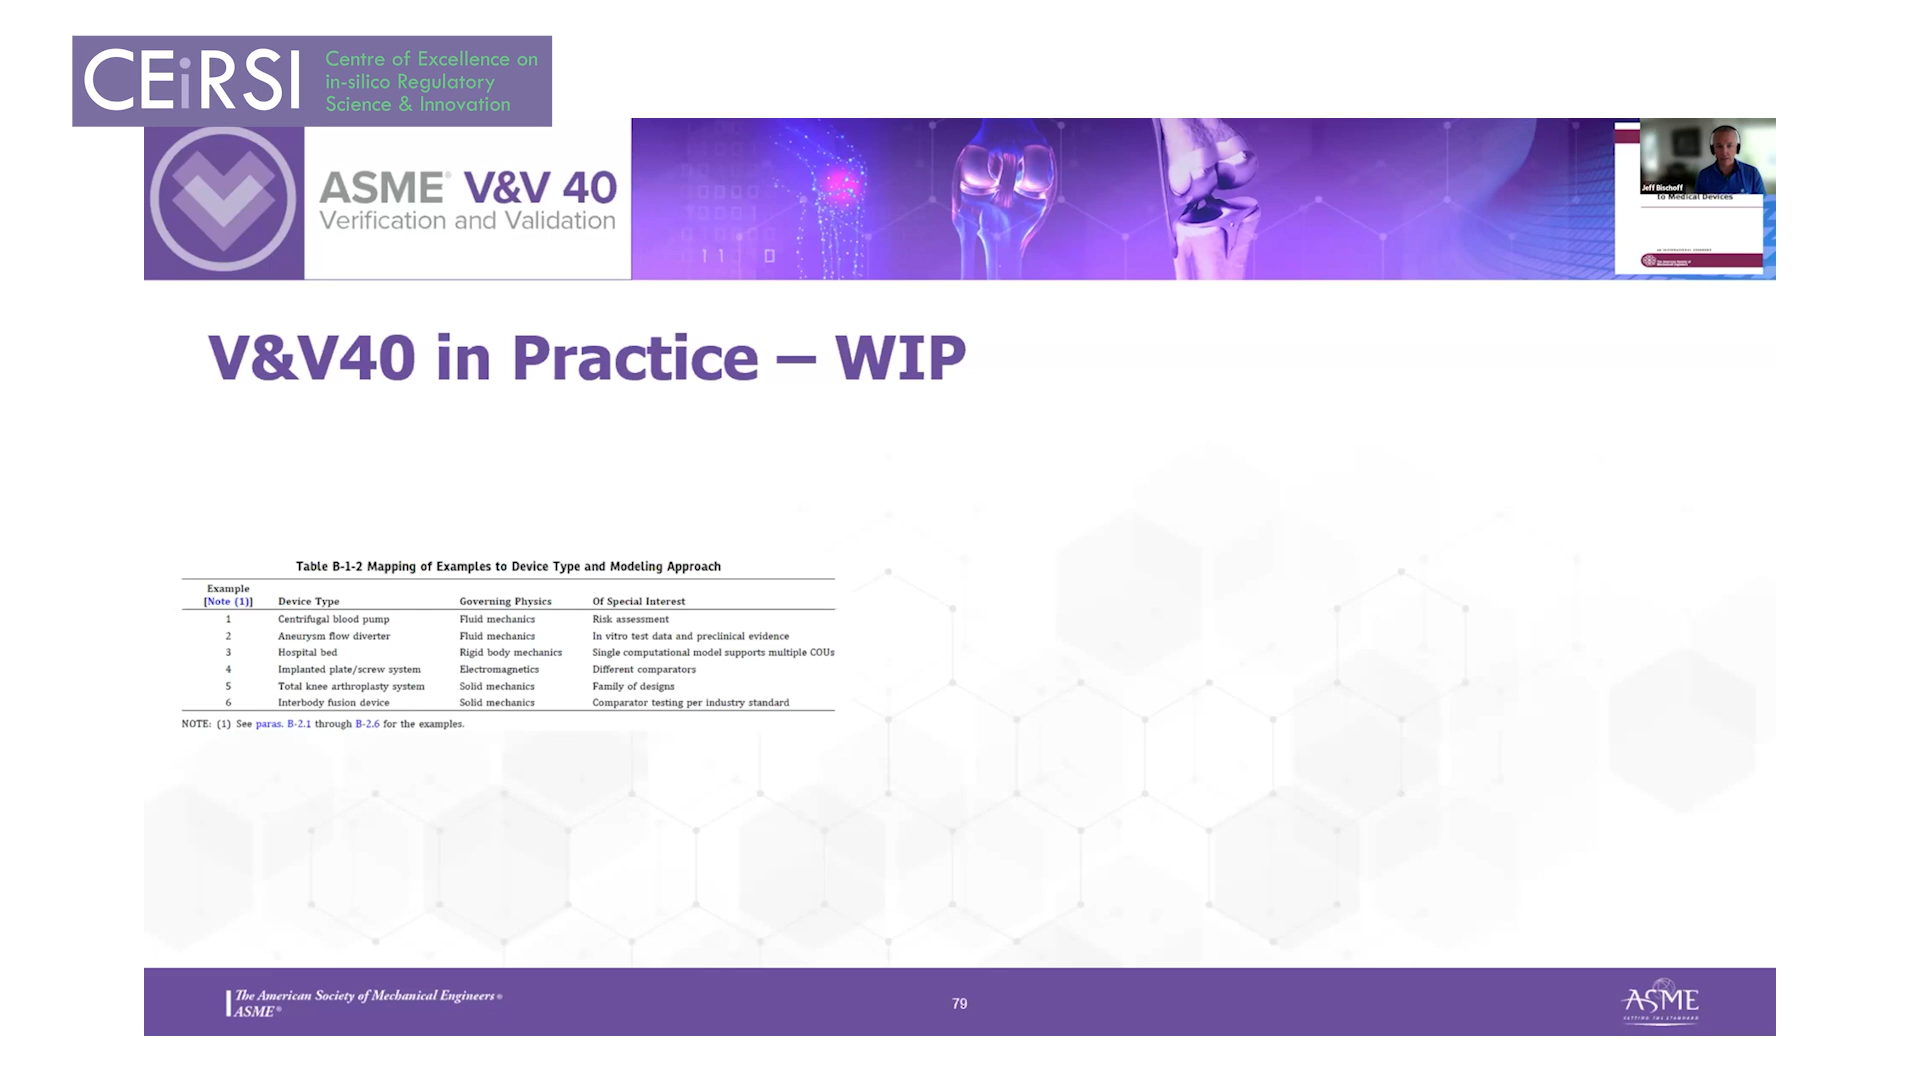 CEiRSI
Centre of Excellence on
in-silico Regulatory
Science & Innovation
ASME® V&V 40
Verification and Validation
11 0
Jeff Bischoff
to Medical Devices
V&V40 in Practice – WIP
Table B-1-2 Mapping of Examples to Device Type and Modeling Approach
Example
[Note (1)] Device Type Governing Physics Of Special Interest
1 Centrifugal blood pump Fluid mechanics Risk assessment
2 Aneurysm flow diverter Fluid mechanics In vitro test data and preclinical evidence
3 Hospital bed Rigid body mechanics Single computational model supports multiple COUs
4 Implanted plate/screw system Electromagnetics Different comparators
5 Total knee arthroplasty system Solid mechanics Family of designs
6 Interbody fusion device Solid mechanics Comparator testing per industry standard
NOTE: (1) See paras. B-2.1 through B-2.6 for the examples.
The American Society of Mechanical Engineers®
ASME®
79
ASME
SETTING THE STANDARD